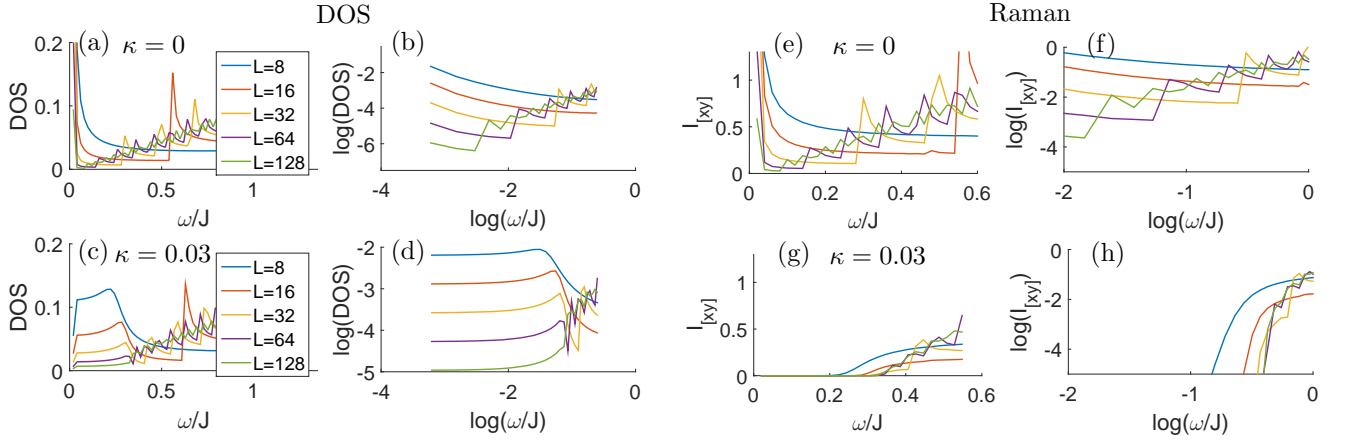 DOS
Raman
(a) κ = 0
0.2
0.1
0
DOS
0
0.5
1
ω/J
L=8
L=16
L=32
L=64
L=128
(b)
-2
-4
-6
log(DOS)
-4
-2
0
log(ω/J)
(e) κ = 0
1
0.5
0
I[xy]
0
0.2
0.4
0.6
ω/J
(f)
0
-2
-4
log(I[xy])
-2
-1
0
log(ω/J)
(c) κ = 0.03
0.2
0.1
0
DOS
0
0.5
1
ω/J
L=8
L=16
L=32
L=64
L=128
(d)
-2
-3
-4
-5
log(DOS)
-4
-2
0
log(ω/J)
(g) κ = 0.03
1
0.5
0
I[xy]
0
0.2
0.4
0.6
ω/J
(h)
0
-2
-4
log(I[xy])
-2
-1
0
log(ω/J)